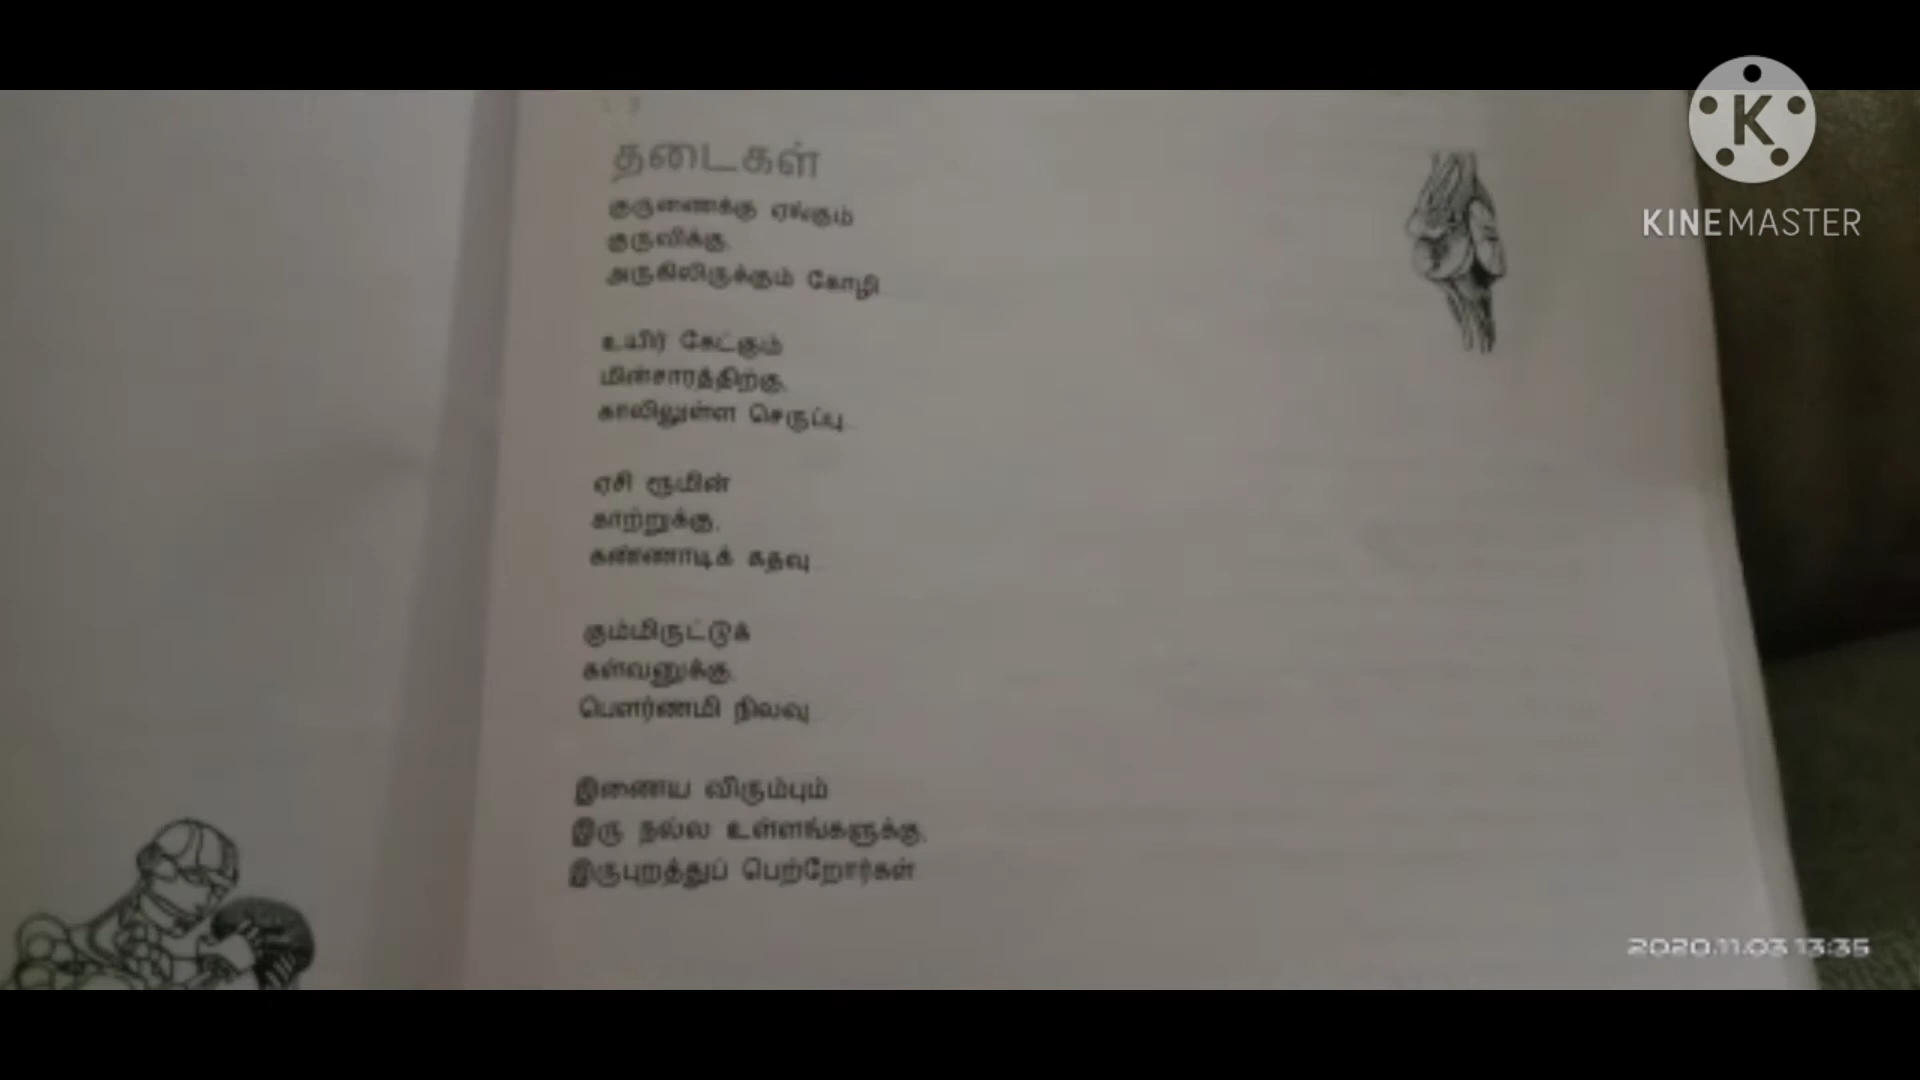 தடைகள்
குருணைக்கு ஏங்கும்
குருவிக்கு,
அருகிலிருக்கும் கோழி
உயிர் கேட்கும்
மின்சாரத்திற்கு,
காலிலுள்ள செருப்பு..
ஏசி ரூமின்
காற்றுக்கு,
கண்ணாடிக் கதவு..
கும்மிருட்டுக்
கள்வனுக்கு,
பௌர்ணமி நிலவு..
இணைய விரும்பும்
இரு நல்ல உள்ளங்களுக்கு,
இருபுறத்துப் பெற்றோர்கள்
K
KINEMASTER
2020.11.03 13:35